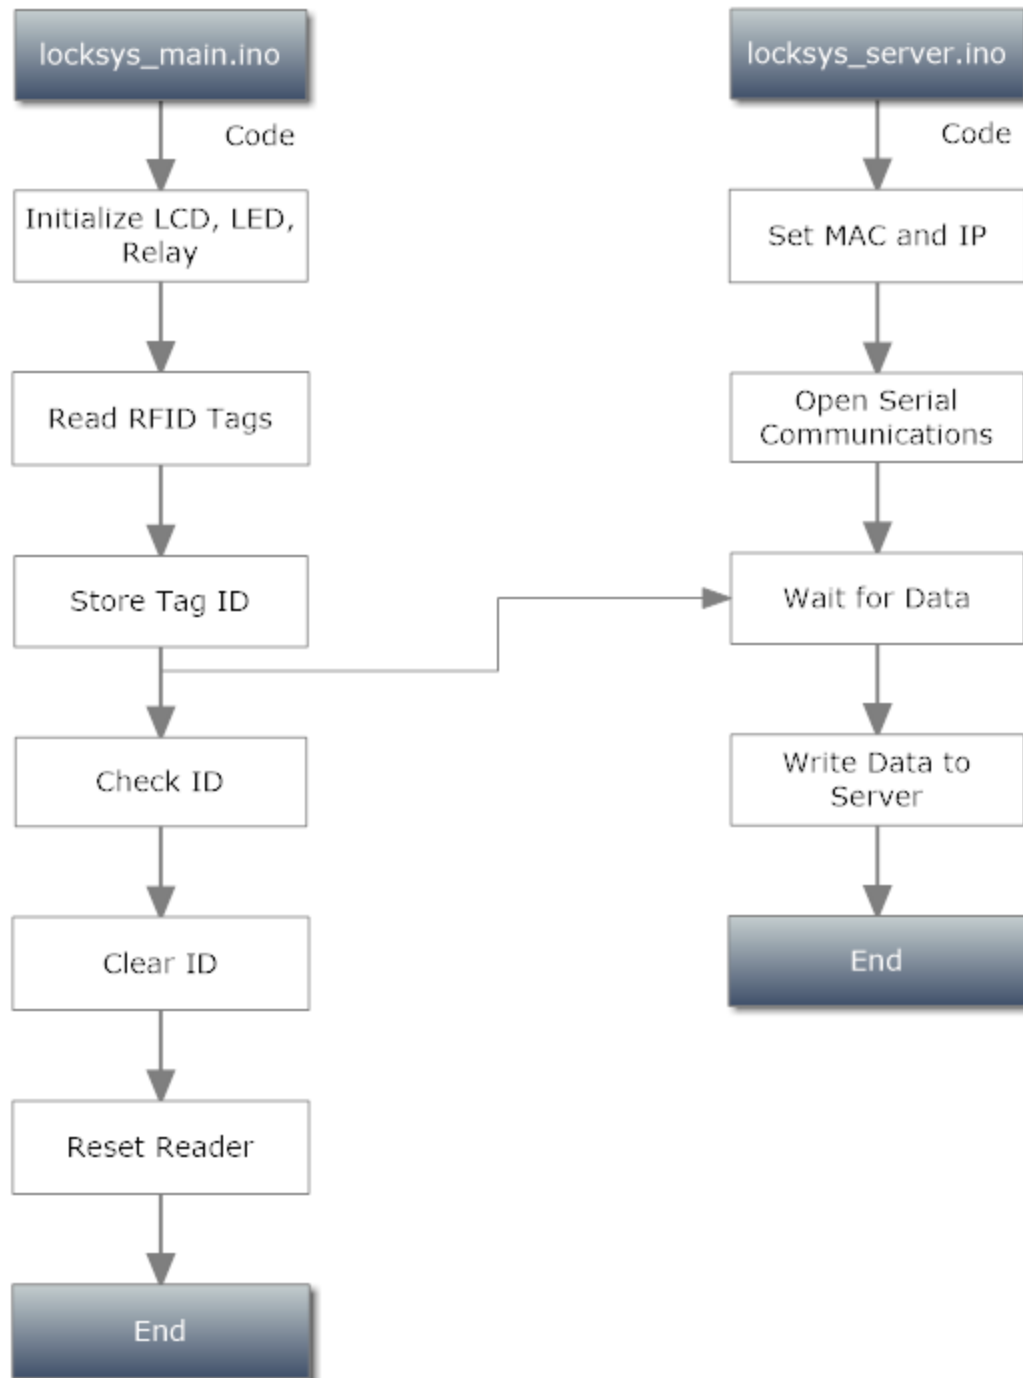 locksys_main.ino
Code
Initialize LCD, LED,
Relay
Read RFID Tags
Store Tag ID
Check ID
Clear ID
Reset Reader
End
locksys_server.ino
Code
Set MAC and IP
Open Serial
Communications
Wait for Data
Write Data to
Server
End